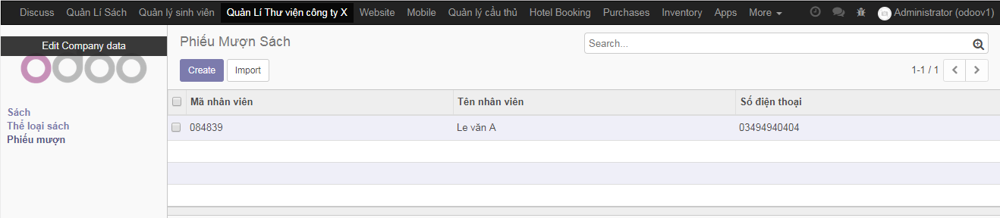 Discuss Quản Lí Sách Quản lý sinh viên Quản Lí Thư viện công ty X Website Mobile Quản lý cầu thủ Hotel Booking Purchases Inventory Apps More Administrator (odoov1)
Edit Company data
odoo
Sách
Thể loại sách
Phiếu mượn
Phiếu Mượn Sách
Search...
Create Import
1-1 / 1
Mã nhân viên Tên nhân viên Số điện thoại
084839 Le văn A 03494940404